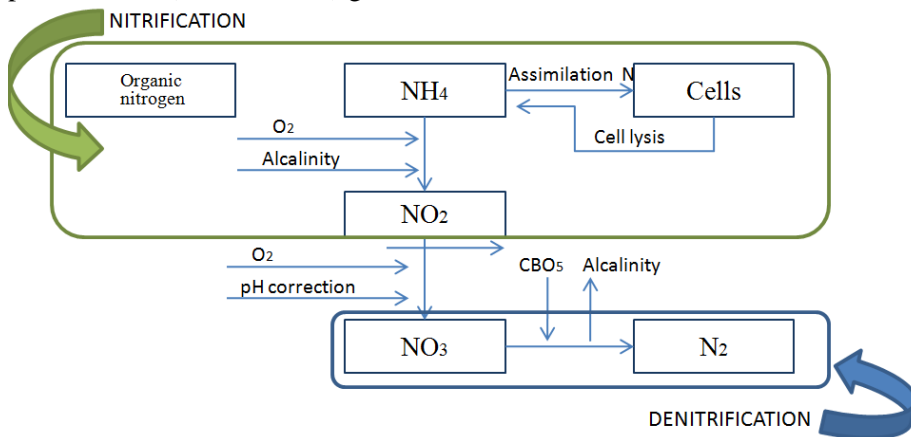 NITRIFICATION
Organic
nitrogen
NH4
Assimilation N
Cells
O2
Cell lysis
Alcalinity
NO2
O2
CBO5
Alcalinity
pH correction
NO3
N2
DENITRIFICATION